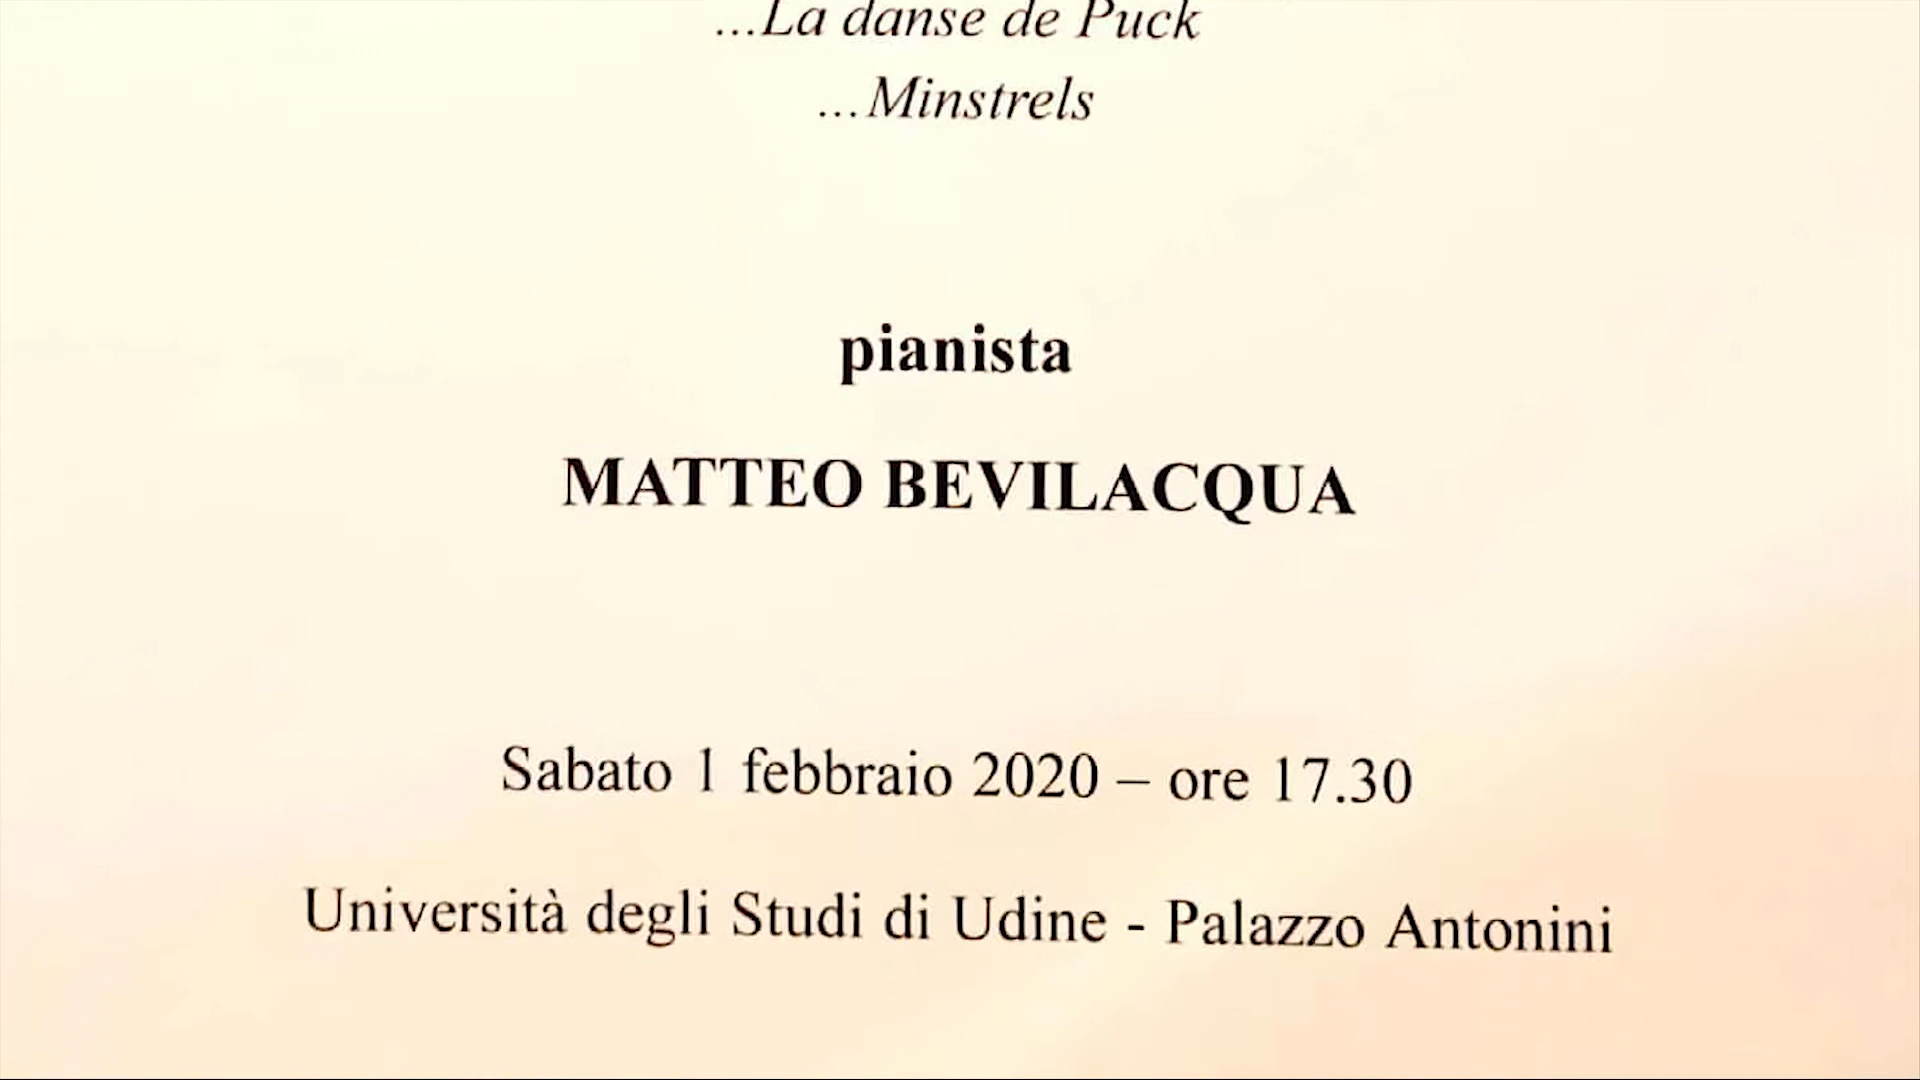 ...La danse de Puck
...Minstrels
pianista
MATTEO BEVILACQUA
Sabato 1 febbraio 2020 – ore 17.30
Università degli Studi di Udine - Palazzo Antonini